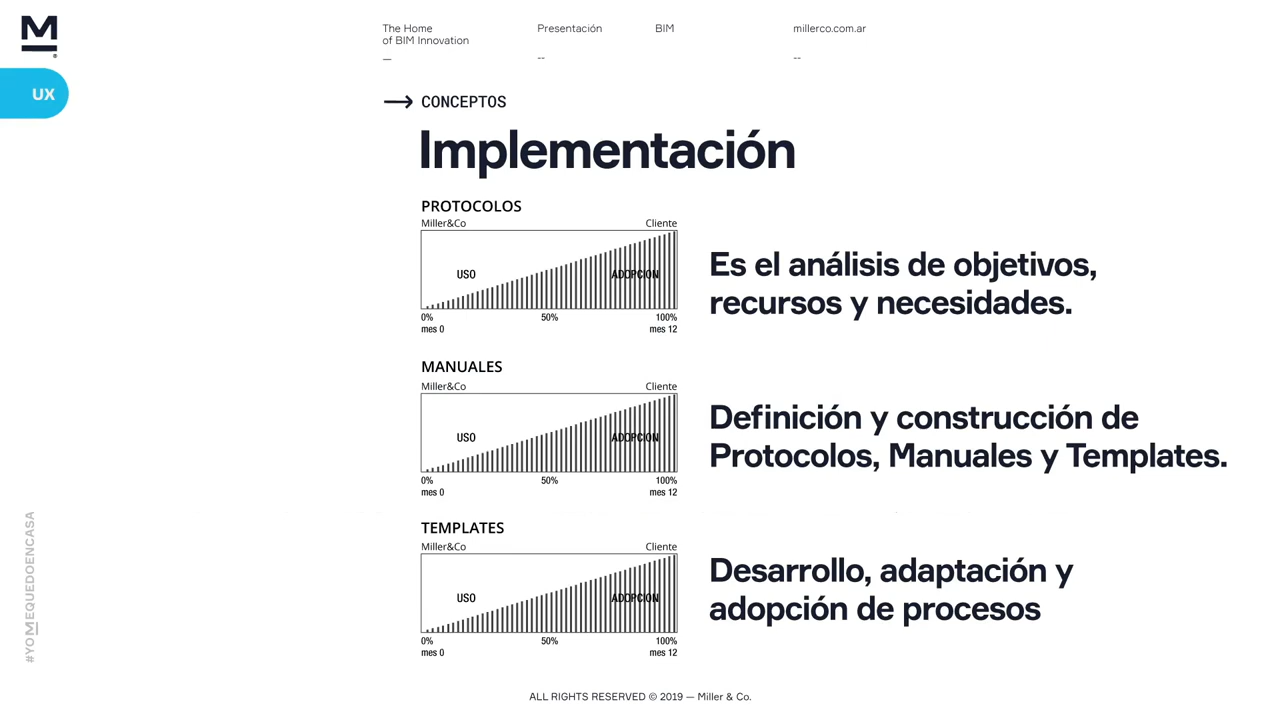 M
UX
The Home
of BIM Innovation
—
Presentación
--
BIM
millerco.com.ar
--
CONCEPTOS
Implementación
PROTOCOLOS
Miller&Co Cliente
USO ADOPCION
0% 50% 100%
mes 0 mes 12
Es el análisis de objetivos,
recursos y necesidades.
MANUALES
Miller&Co Cliente
USO ADOPCION
0% 50% 100%
mes 0 mes 12
Definición y construcción de
Protocolos, Manuales y Templates.
TEMPLATES
Miller&Co Cliente
USO ADOPCION
0% 50% 100%
mes 0 mes 12
Desarrollo, adaptación y
adopción de procesos
#YOMEQUEDOENCASA
ALL RIGHTS RESERVED © 2019 — Miller & Co.